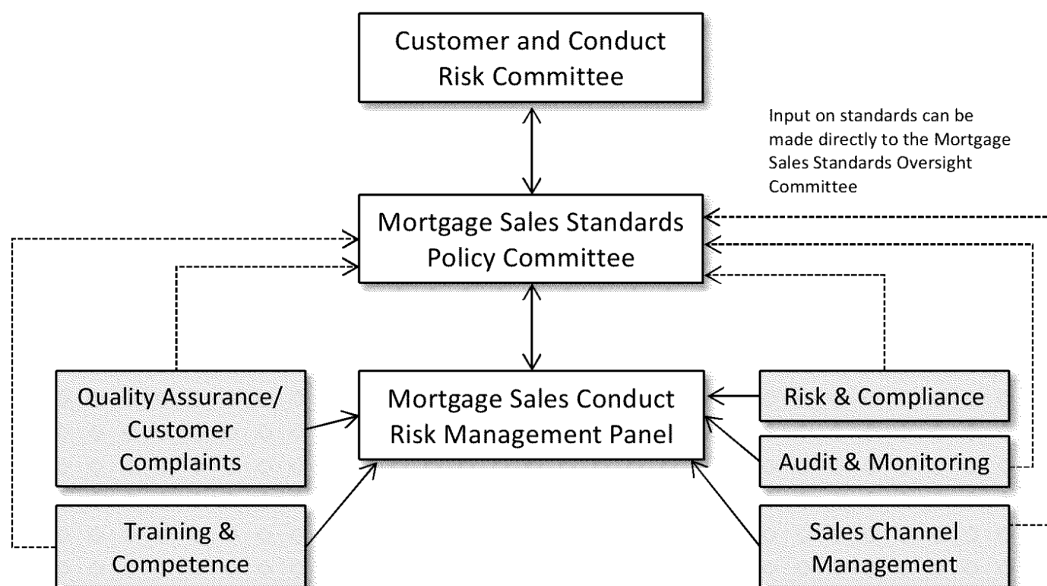 Customer and Conduct
Risk Committee
Input on standards can be
made directly to the Mortgage
Sales Standards Oversight
Committee
Mortgage Sales Standards
Policy Committee
Quality Assurance/
Customer
Complaints
Mortgage Sales Conduct
Risk Management Panel
Risk & Compliance
Audit & Monitoring
Training &
Competence
Sales Channel
Management